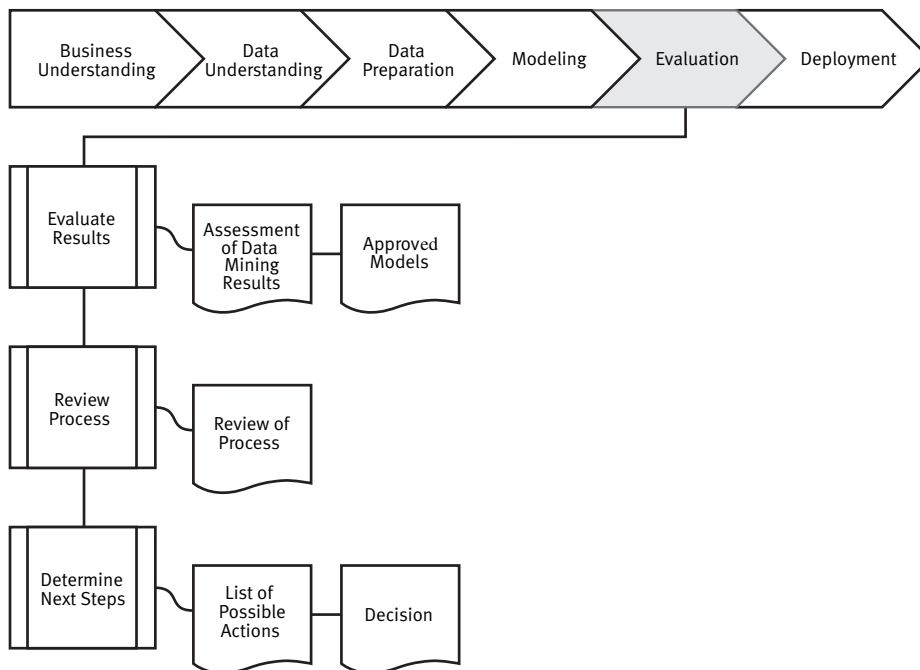 Business
Understanding
Data
Understanding
Data
Preparation
Modeling
Evaluation
Deployment
Evaluate
Results
Assessment
of Data
Mining
Results
Approved
Models
Review
Process
Review of
Process
Determine
Next Steps
List of
Possible
Actions
Decision